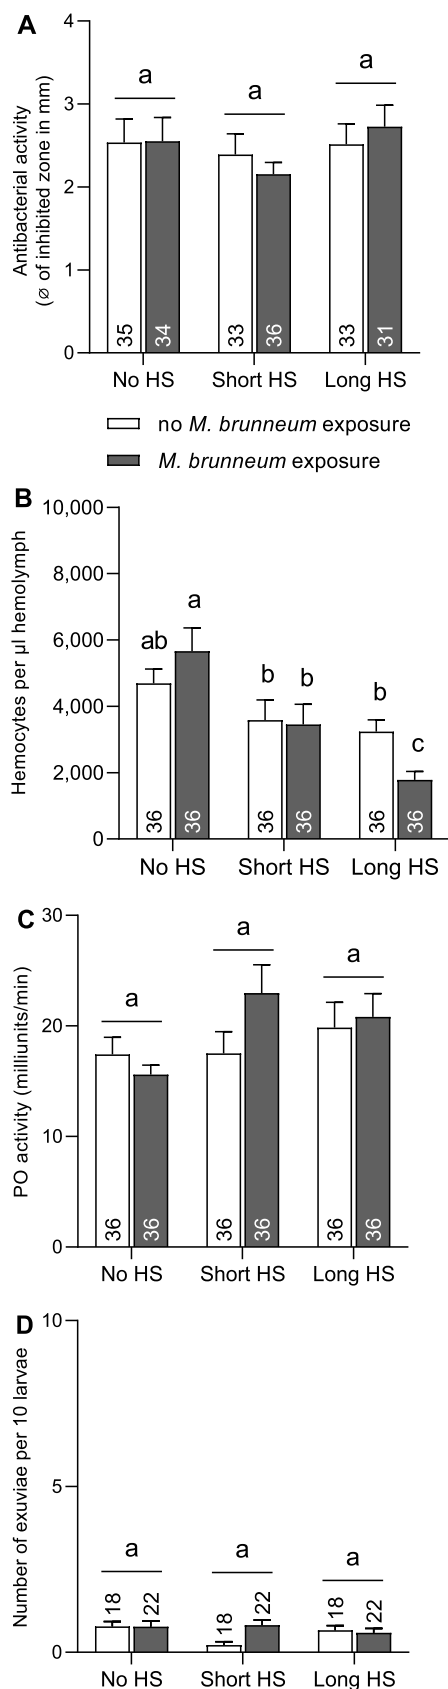 A
Antibacterial activity
(⌀ of inhibited zone in mm)
4
3
2
1
0
a
a
a
35
34
33
36
33
31
No HS
Short HS
Long HS
no M. brunneum exposure
M. brunneum exposure
B
Hemocytes per µl hemolymph
10,000
8,000
6,000
4,000
2,000
0
ab
a
b
b
b
c
36
36
36
36
36
36
No HS
Short HS
Long HS
C
PO activity (milliunits/min)
30
20
10
0
a
a
a
36
36
36
36
36
36
No HS
Short HS
Long HS
D
Number of exuviae per 10 larvae
10
5
0
a
a
a
18
22
18
22
18
22
No HS
Short HS
Long HS